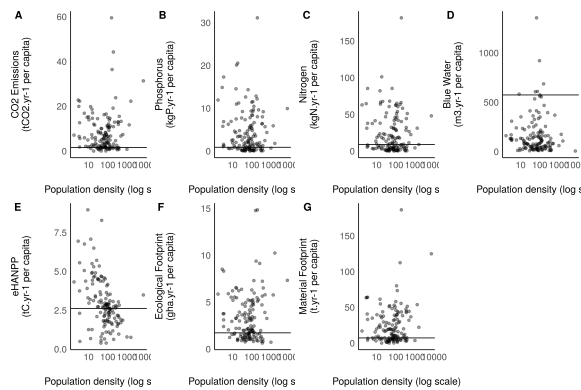 A
CO2 Emissions
(tCO2.yr-1 per capita)
60
40
20
0
10
100
1000
Population density (log s
B
Phosphorus
(kgP.yr-1 per capita)
30
20
10
0
10
100
1000
Population density (log s
C
Nitrogen
(kgN.yr-1 per capita)
150
100
50
0
10
100
1000
Population density (log s
D
Blue Water
(m3.yr-1 per capita)
1000
500
0
10
100
Population density (log s
E
eHANPP
(tC.yr-1 per capita)
7.5
5.0
2.5
0.0
10
100
1000
Population density (log s
F
Ecological Footprint
(gha.yr-1 per capita)
15
10
5
0
10
100
1000
Population density (log s
G
Material Footprint
(t.yr-1 per capita)
150
100
50
0
10
100
Population density (log scale)